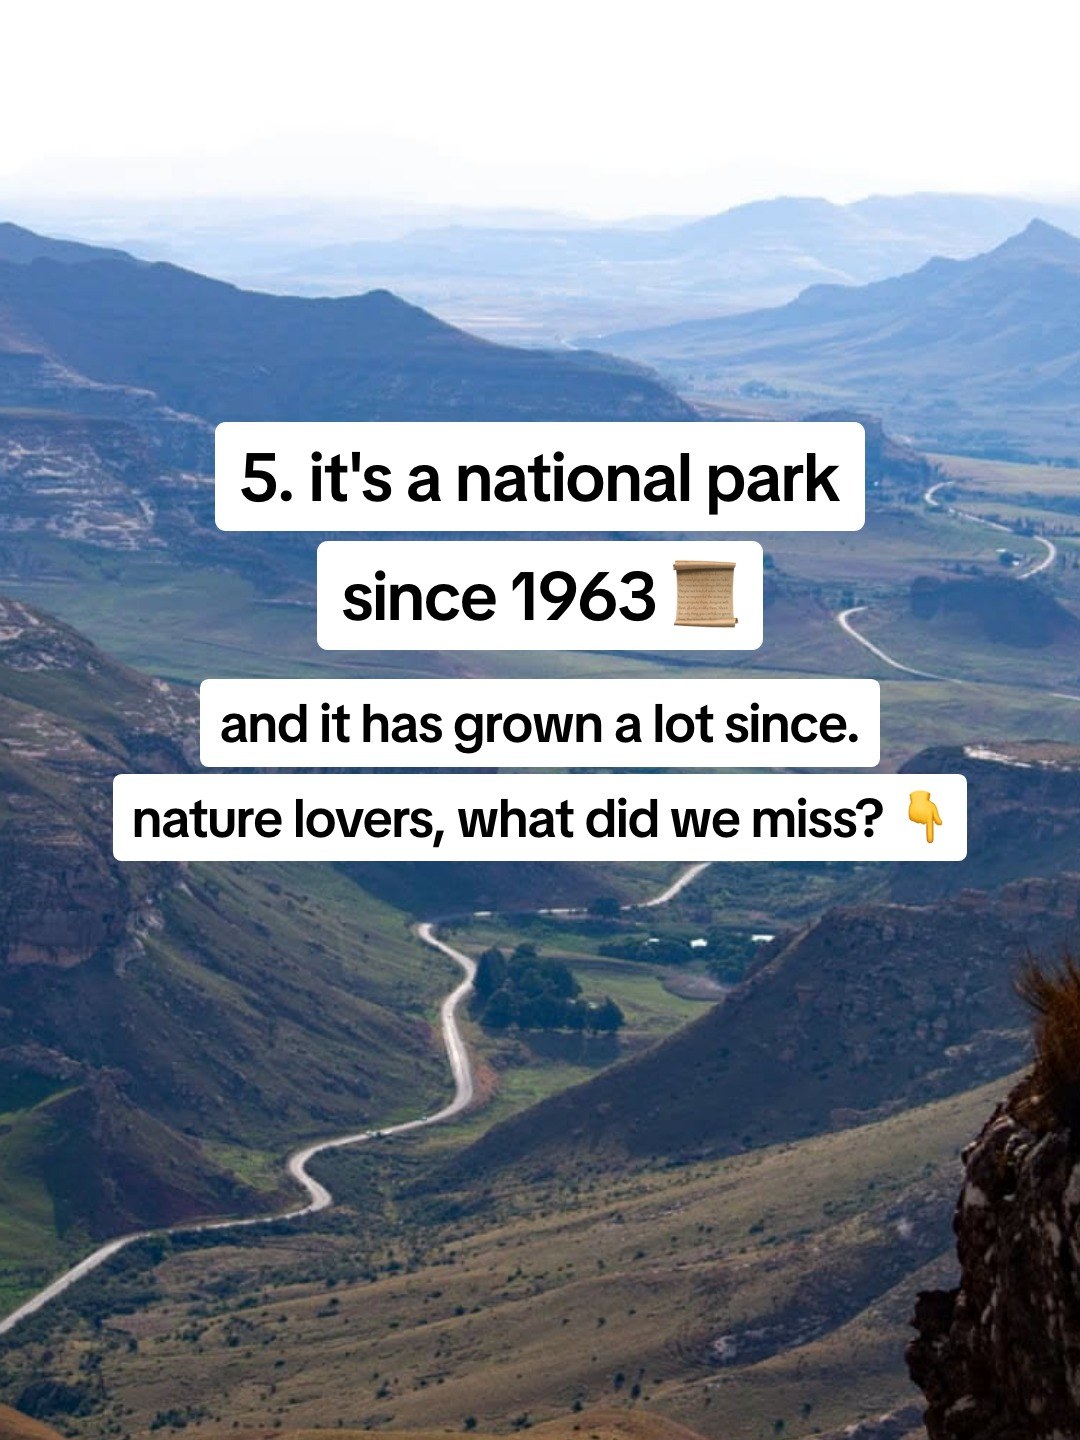 5. it's a national park
since 1963 📜
and it has grown a lot since.
nature lovers, what did we miss? 👇